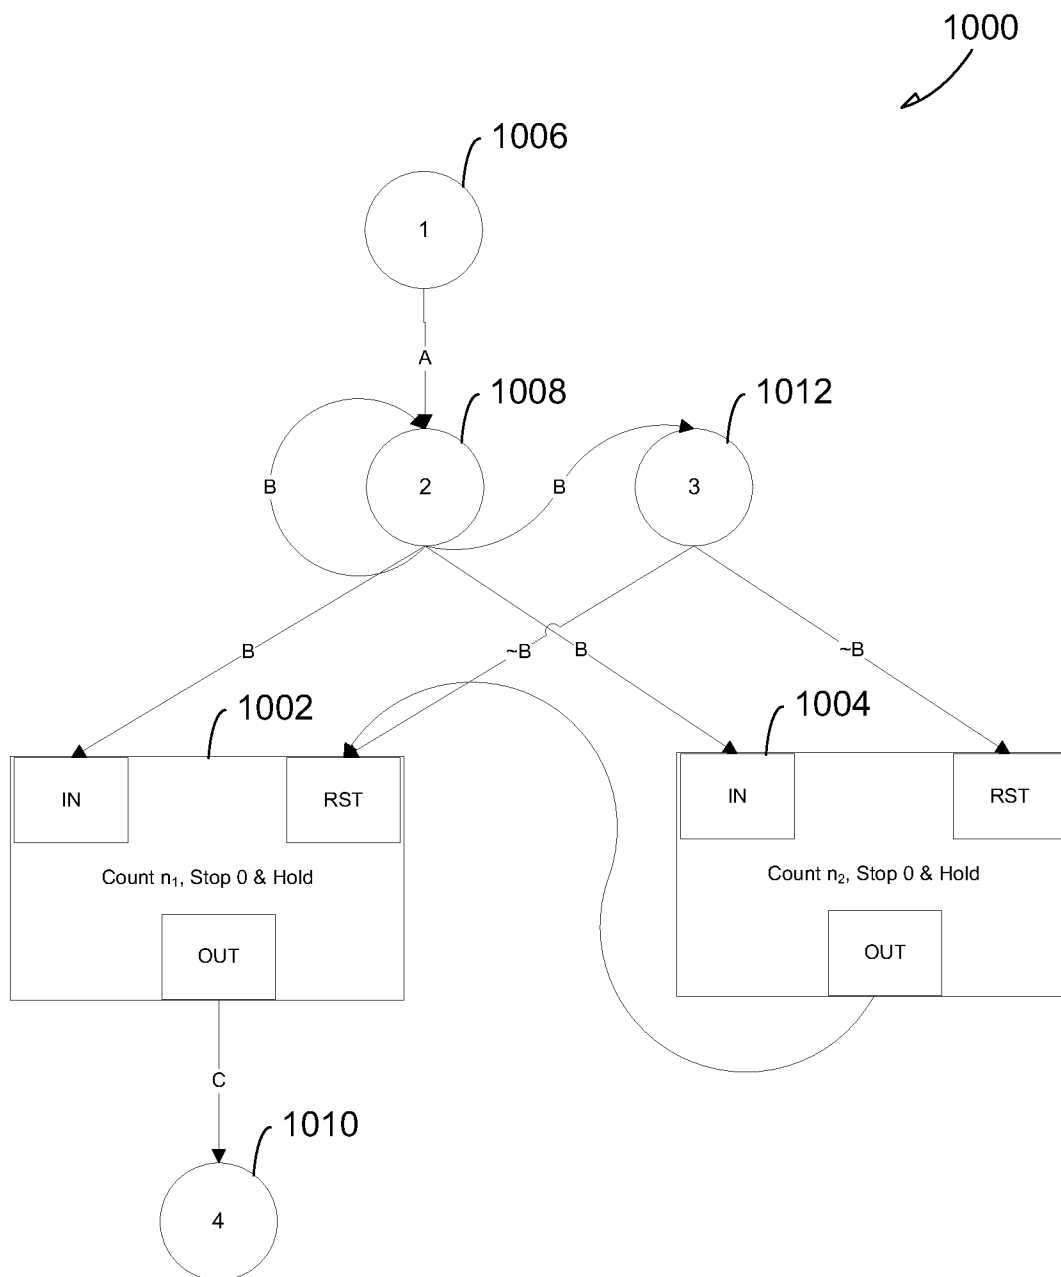 1000
1006
1
A
1008
1012
B
2
B
3
B
~B
B
~B
1002
1004
IN
RST
IN
RST
Count n₁, Stop 0 & Hold
Count n₂, Stop 0 & Hold
OUT
OUT
C
1010
4